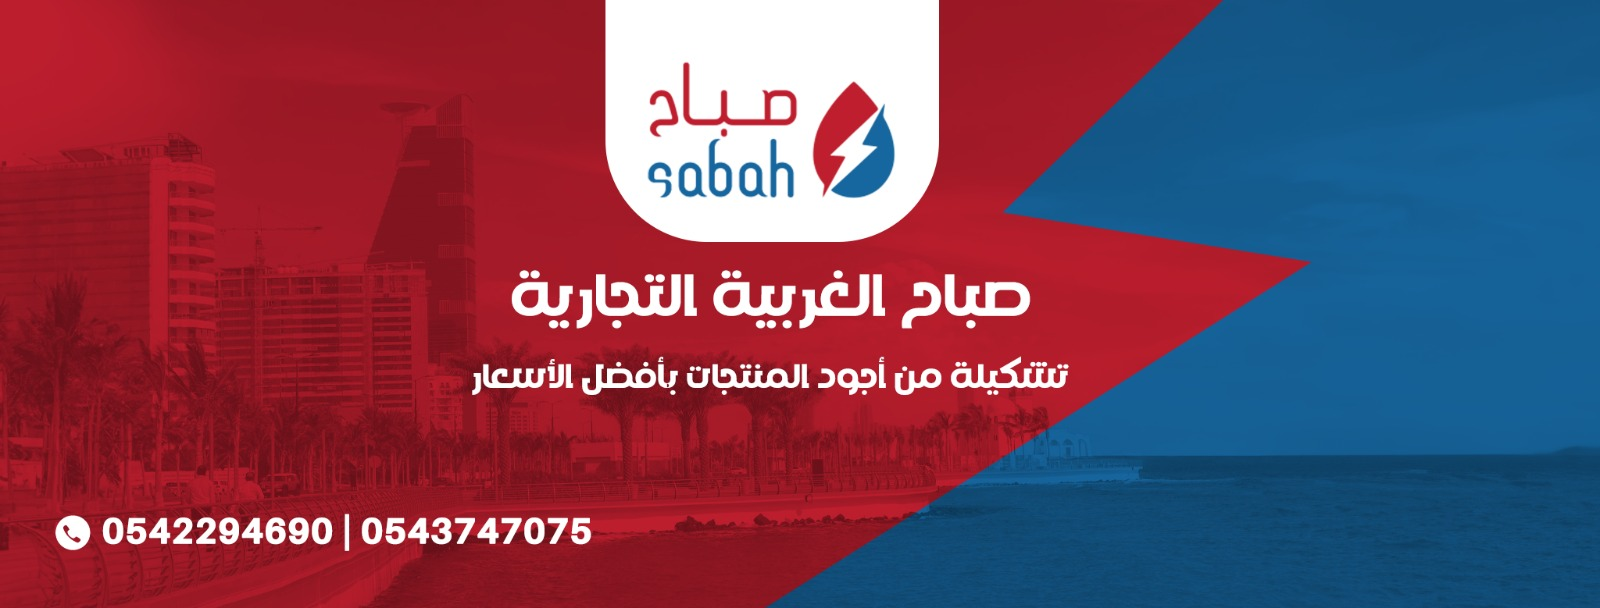 صباح
sabah
صباح الغربية التجارية
تشكيلة من أجود المنتجات بأفضل الأسعار
0542294690 | 0543747075